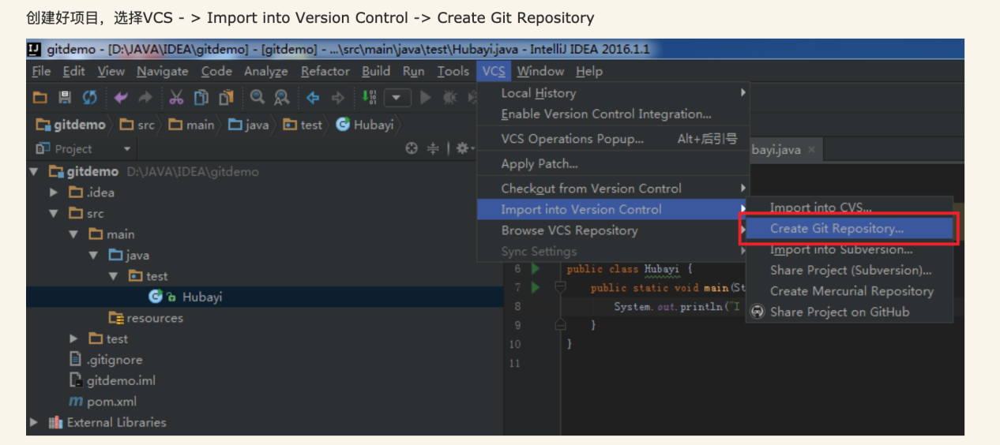 创建好项目，选择VCS - > Import into Version Control -> Create Git Repository
gitdemo - [D:\JAVA\IDEA\gitdemo] - [gitdemo] - ...\src\main\java\test\Hubayi.java - IntelliJ IDEA 2016.1.1
File Edit View Navigate Code Analyze Refactor Build Run Tools VCS Window Help
gitdemo src main java test Hubayi
Project
gitdemo D:\JAVA\IDEA\gitdemo
.idea
src
main
java
test
Hubayi
resources
test
.gitignore
gitdemo.iml
pom.xml
External Libraries
Local History
Enable Version Control Integration...
VCS Operations Popup... Alt+后引号
Apply Patch...
Checkout from Version Control
Import into Version Control
Browse VCS Repository
Sync Settings
bayi.java
Import into CVS...
Create Git Repository...
Import into Subversion...
Share Project (Subversion)...
Create Mercurial Repository
Share Project on GitHub
6 public class Hubayi {
7 public static void main(St
8 System.out.println("I
9 }
10 }
11